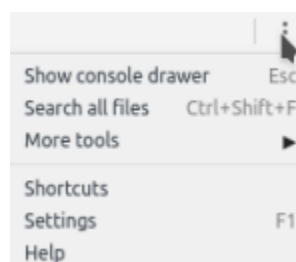 Show console drawer Esc
Search all files Ctrl+Shift+F
More tools ▶
Shortcuts
Settings F1
Help